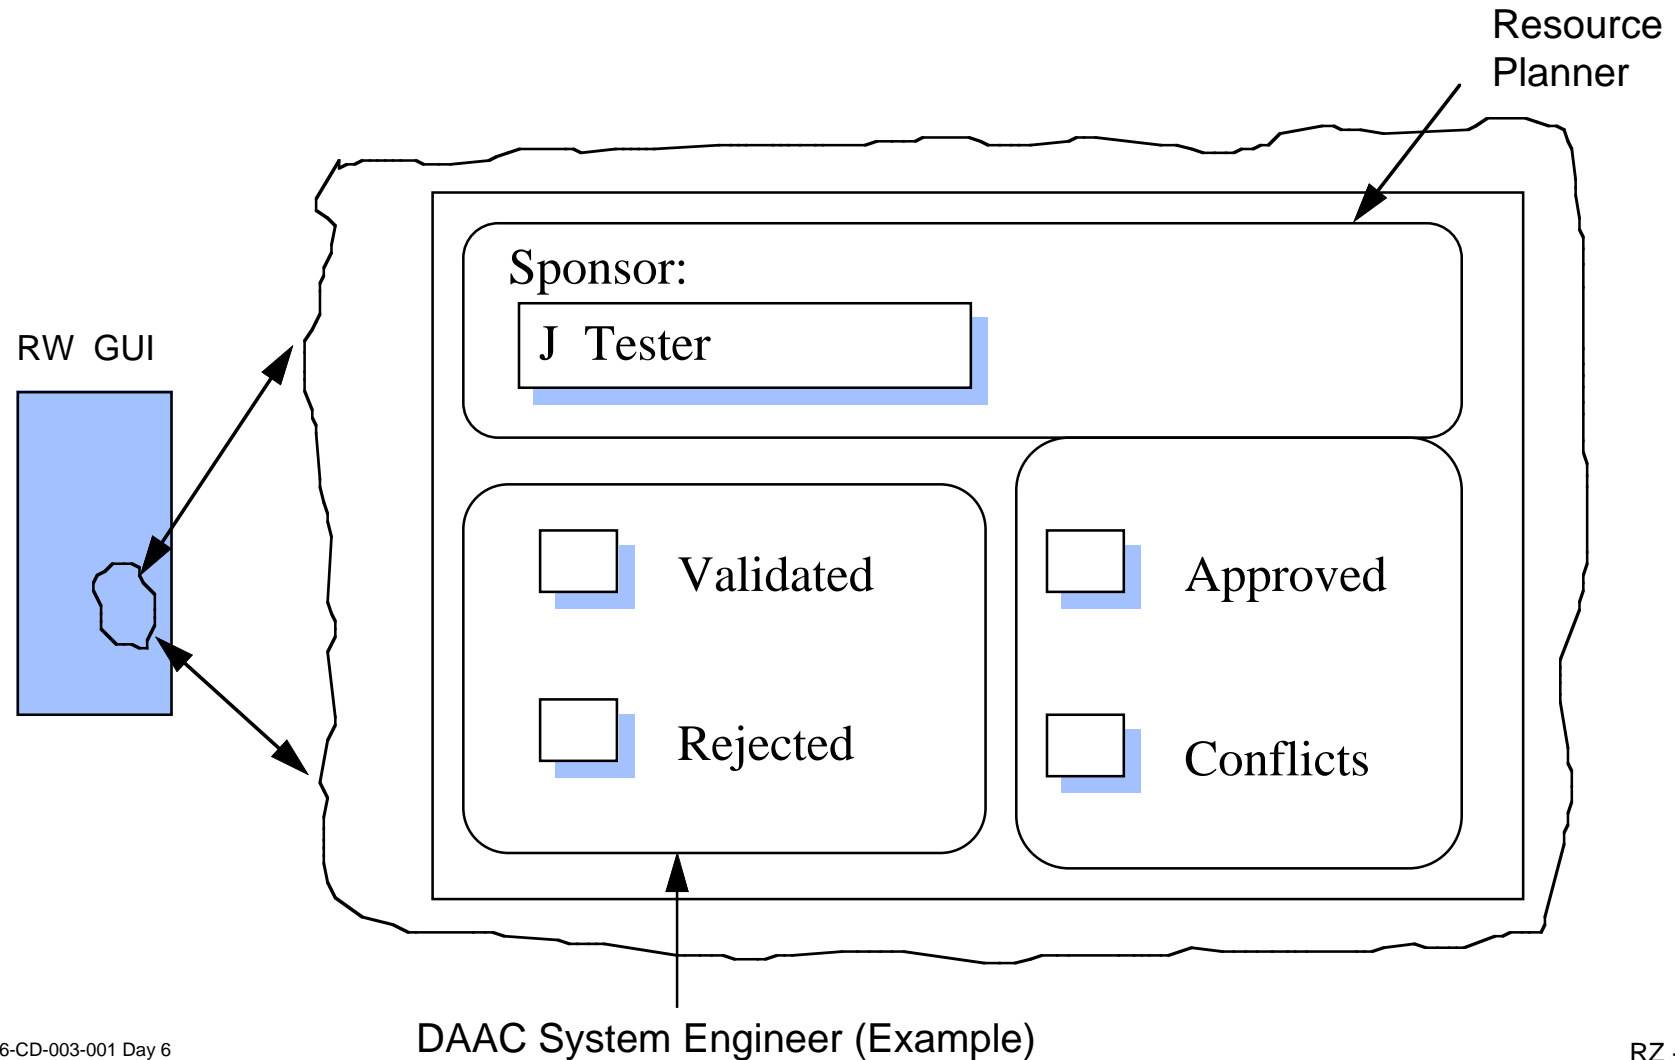 Resource
Planner
Sponsor:
J Tester
RW GUI
Validated
Approved
Rejected
Conflicts
DAAC System Engineer (Example)
6-CD-003-001 Day 6
RZ